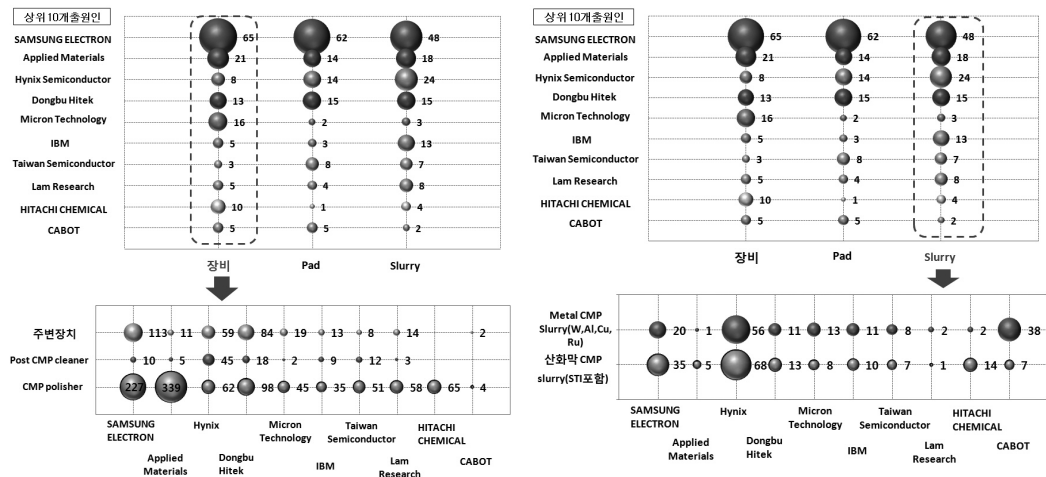 상위10개출원인
SAMSUNG ELECTRON 65 62 48
Applied Materials 21 14 18
Hynix Semiconductor 8 14 24
Dongbu Hitek 13 15 15
Micron Technology 16 2 3
IBM 5 3 13
Taiwan Semiconductor 3 8 7
Lam Research 5 4 8
HITACHI CHEMICAL 10 1 4
CABOT 5 5 2
장비 Pad Slurry
주변장치 113 11 59 84 19 13 8 14 2
Post CMP cleaner 10 5 45 18 2 9 12 3
CMP polisher 227 339 62 98 45 35 51 58 65 4
SAMSUNG
ELECTRON
Applied
Materials
Hynix
Dongbu
Hitek
Micron
Technology
IBM
Taiwan
Semiconductor
Lam
Research
HITACHI
CHEMICAL
CABOT
상위10개출원인
SAMSUNG ELECTRON 65 62 48
Applied Materials 21 14 18
Hynix Semiconductor 8 14 24
Dongbu Hitek 13 15 15
Micron Technology 16 2 3
IBM 5 3 13
Taiwan Semiconductor 3 8 7
Lam Research 5 4 8
HITACHI CHEMICAL 10 1 4
CABOT 5 5 2
장비 Pad Slurry
Metal CMP
Slurry(W,Al,Cu, 20 1 56 11 13 11 8 2 2 38
Ru)
산화막 CMP 35 5 68 13 8 10 7 1 14 7
slurry(STI포함)
SAMSUNG
ELECTRON
Applied
Materials
Hynix
Dongbu
Hitek
Micron
Technology
IBM
Taiwan
Semiconductor
Lam
Research
HITACHI
CHEMICAL
CABOT